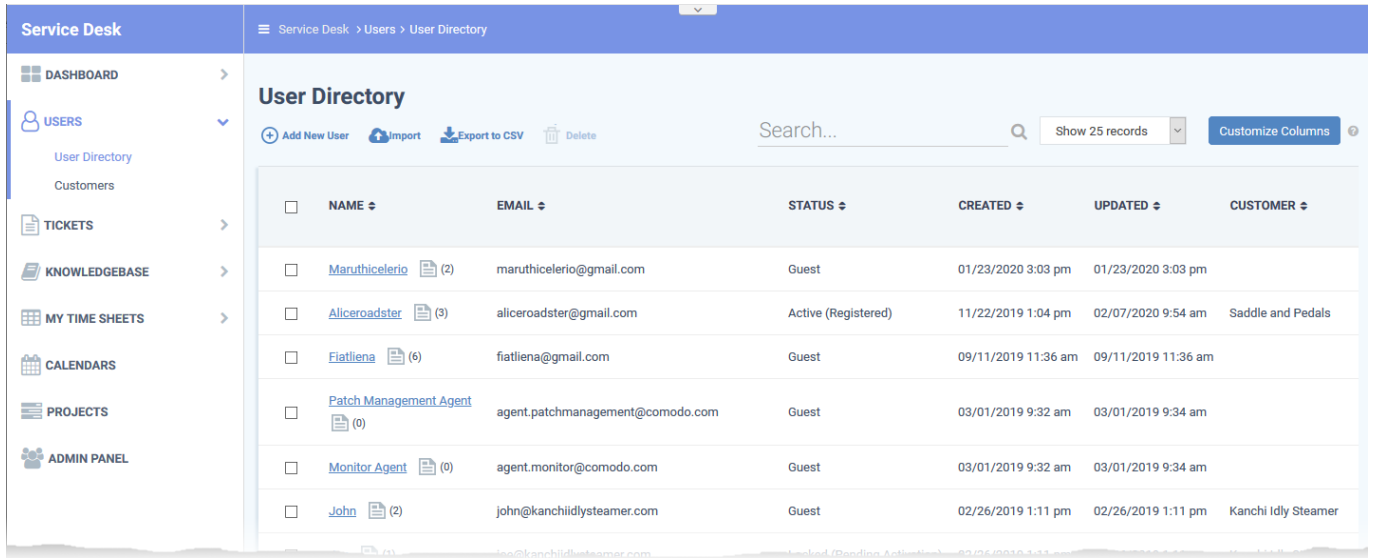 Service Desk
Service Desk > Users > User Directory
DASHBOARD
USERS
User Directory
Customers
TICKETS
KNOWLEDGEBASE
MY TIME SHEETS
CALENDARS
PROJECTS
ADMIN PANEL
User Directory
Add New User Import Export to CSV Delete Search... Show 25 records Customize Columns ?
NAME EMAIL STATUS CREATED UPDATED CUSTOMER
Maruthicelerio (2) maruthicelerio@gmail.com Guest 01/23/2020 3:03 pm 01/23/2020 3:03 pm
Aliceroadster (3) aliceroadster@gmail.com Active (Registered) 11/22/2019 1:04 pm 02/07/2020 9:54 am Saddle and Pedals
Fiatliena (6) fiatliena@gmail.com Guest 09/11/2019 11:36 am 09/11/2019 11:36 am
Patch Management Agent
(0) agent.patchmanagement@comodo.com Guest 03/01/2019 9:32 am 03/01/2019 9:34 am
Monitor Agent (0) agent.monitor@comodo.com Guest 03/01/2019 9:32 am 03/01/2019 9:34 am
John (2) john@kanchiidlysteamer.com Guest 02/26/2019 1:11 pm 02/26/2019 1:11 pm Kanchi Idly Steamer